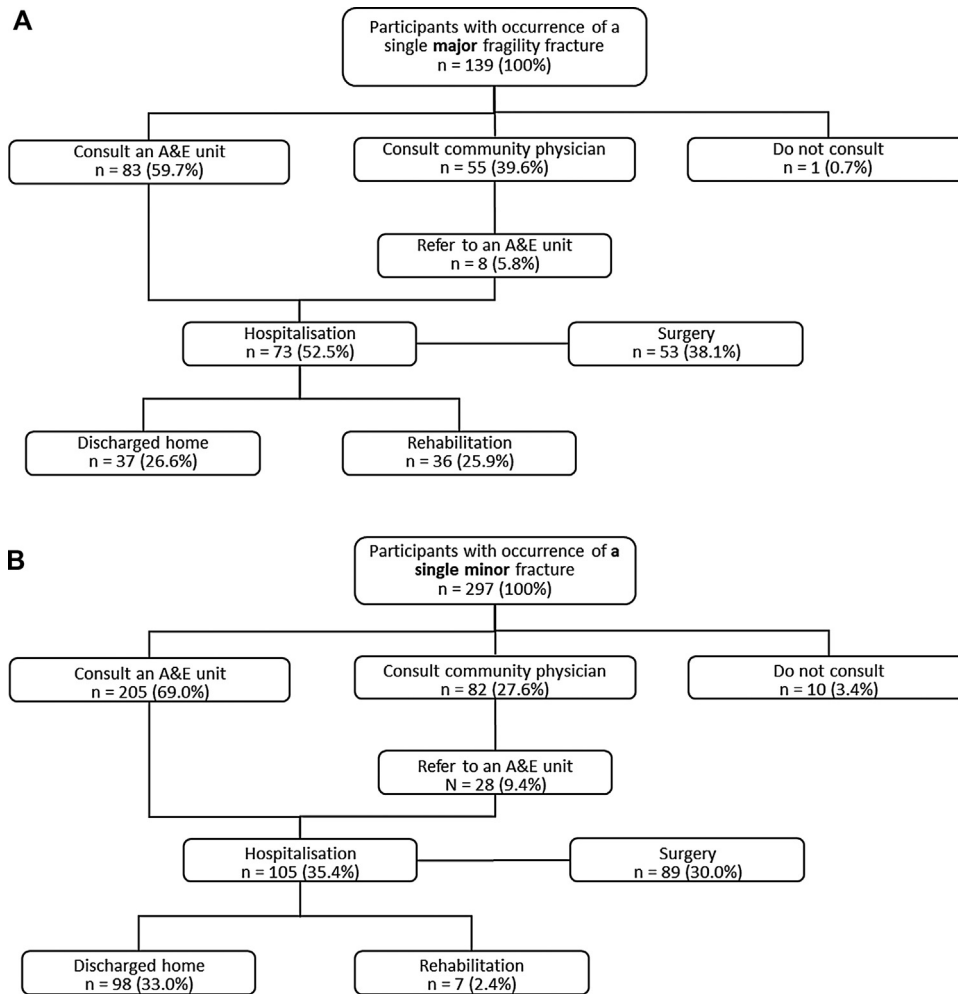 A
Participants with occurrence of a
single major fragility fracture
n = 139 (100%)
Consult an A&E unit
n = 83 (59.7%)
Consult community physician
n = 55 (39.6%)
Do not consult
n = 1 (0.7%)
Refer to an A&E unit
n = 8 (5.8%)
Hospitalisation
n = 73 (52.5%)
Surgery
n = 53 (38.1%)
Discharged home
n = 37 (26.6%)
Rehabilitation
n = 36 (25.9%)
B
Participants with occurrence of a
single minor fracture
n = 297 (100%)
Consult an A&E unit
n = 205 (69.0%)
Consult community physician
n = 82 (27.6%)
Do not consult
n = 10 (3.4%)
Refer to an A&E unit
N = 28 (9.4%)
Hospitalisation
n = 105 (35.4%)
Surgery
n = 89 (30.0%)
Discharged home
n = 98 (33.0%)
Rehabilitation
n = 7 (2.4%)